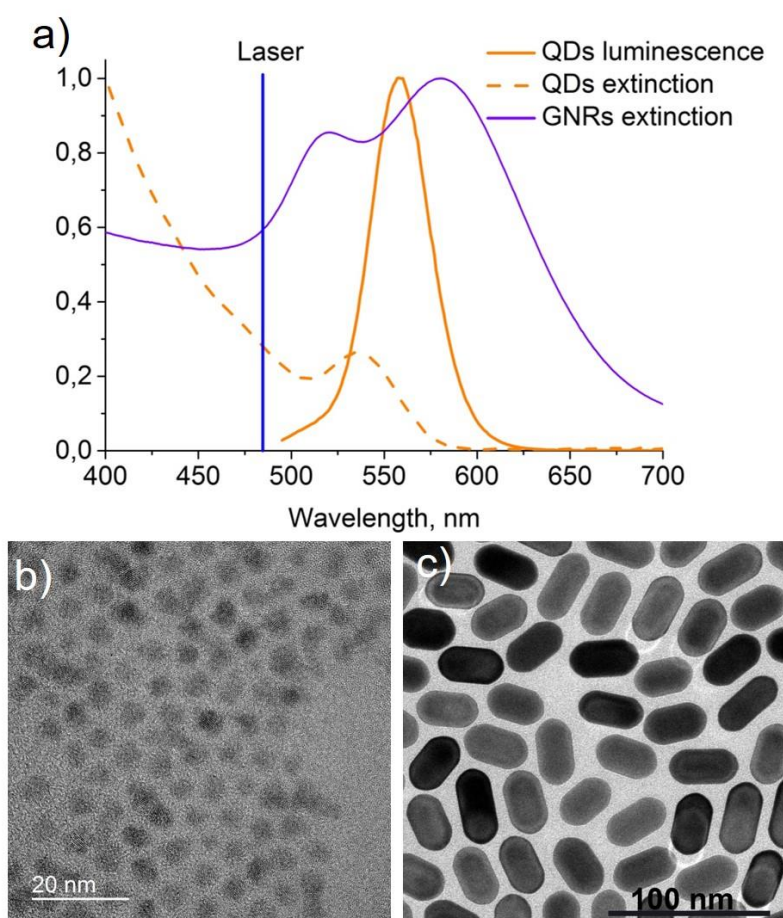 a)
Laser
QDs luminescence
QDs extinction
GNRs extinction
1,0
0,8
0,6
0,4
0,2
0,0
400 450 500 550 600 650 700
Wavelength, nm
b)
20 nm
c)
100 nm